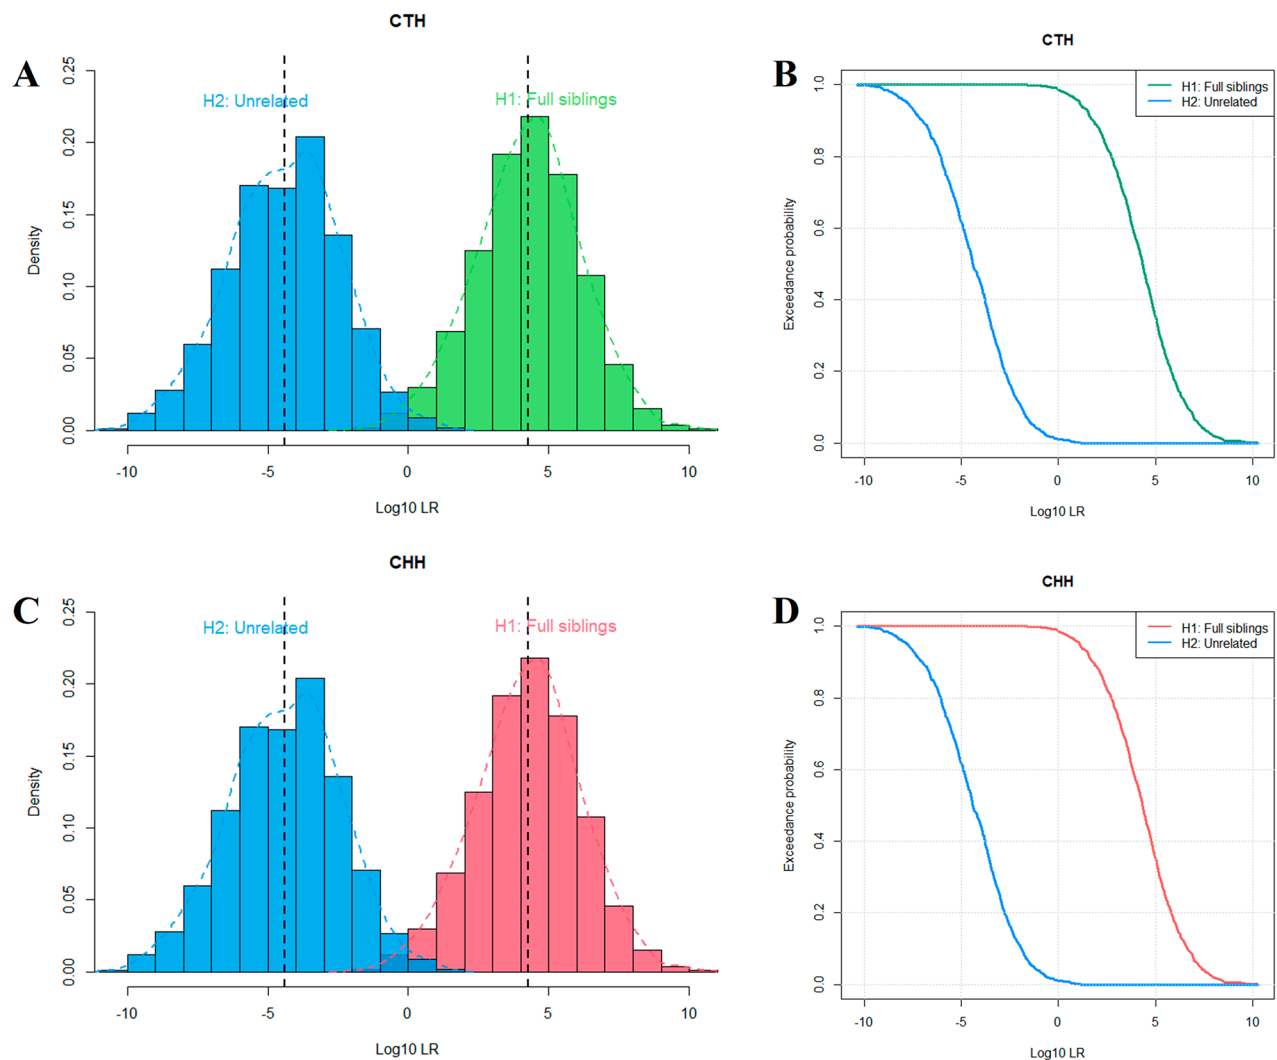 CTH
A
H2: Unrelated
H1: Full siblings
Density
0.25
0.20
0.15
0.10
0.05
0.00
-10
-5
0
5
10
Log10 LR
CTH
B
H1: Full siblings
H2: Unrelated
Exceedance probability
1.0
0.8
0.6
0.4
0.2
0.0
-10
-5
0
5
10
Log10 LR
CHH
C
H2: Unrelated
H1: Full siblings
Density
0.25
0.20
0.15
0.10
0.05
0.00
-10
-5
0
5
10
Log10 LR
CHH
D
H1: Full siblings
H2: Unrelated
Exceedance probability
1.0
0.8
0.6
0.4
0.2
0.0
-10
-5
0
5
10
Log10 LR